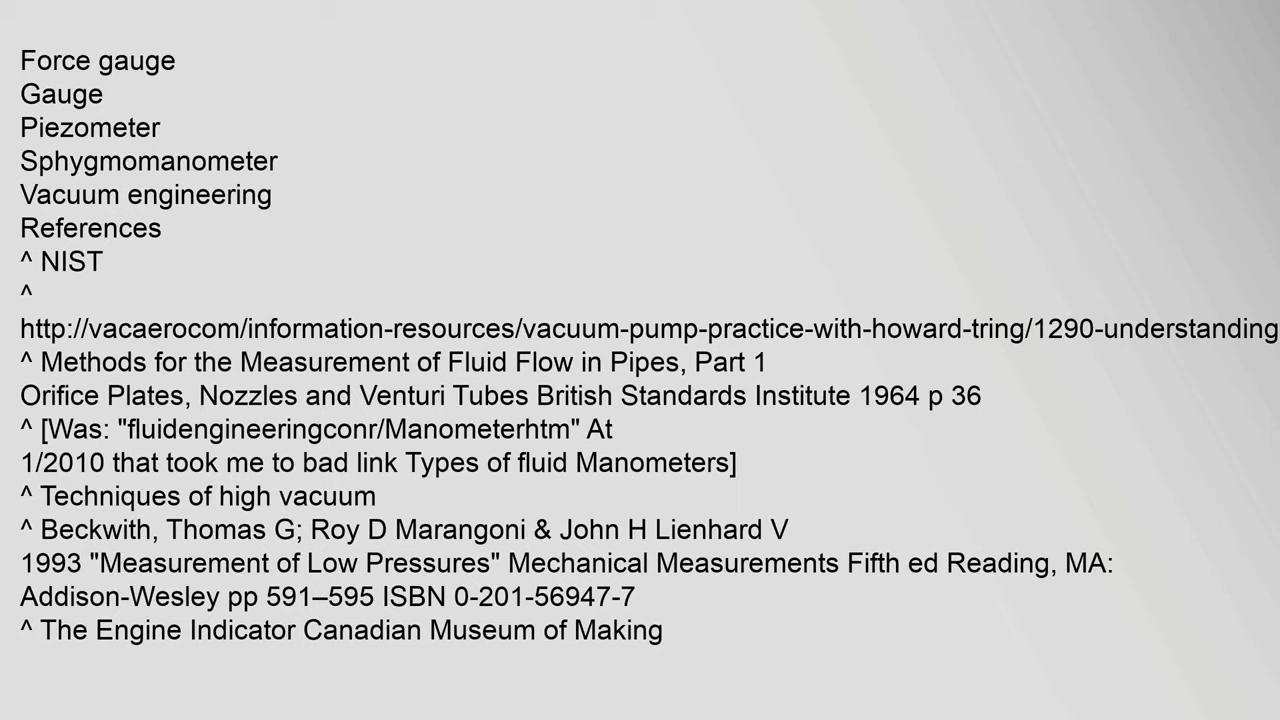 Force gauge
Gauge
Piezometer
Sphygmomanometer
Vacuum engineering
References
^ NIST
^
http://vacaerocom/information-resources/vacuum-pump-practice-with-howard-tring/1290-understanding
^ Methods for the Measurement of Fluid Flow in Pipes, Part 1
Orifice Plates, Nozzles and Venturi Tubes British Standards Institute 1964 p 36
^ [Was: "fluidengineeringconr/Manometerhtm" At
1/2010 that took me to bad link Types of fluid Manometers]
^ Techniques of high vacuum
^ Beckwith, Thomas G; Roy D Marangoni & John H Lienhard V
1993 "Measurement of Low Pressures" Mechanical Measurements Fifth ed Reading, MA:
Addison-Wesley pp 591–595 ISBN 0-201-56947-7
^ The Engine Indicator Canadian Museum of Making